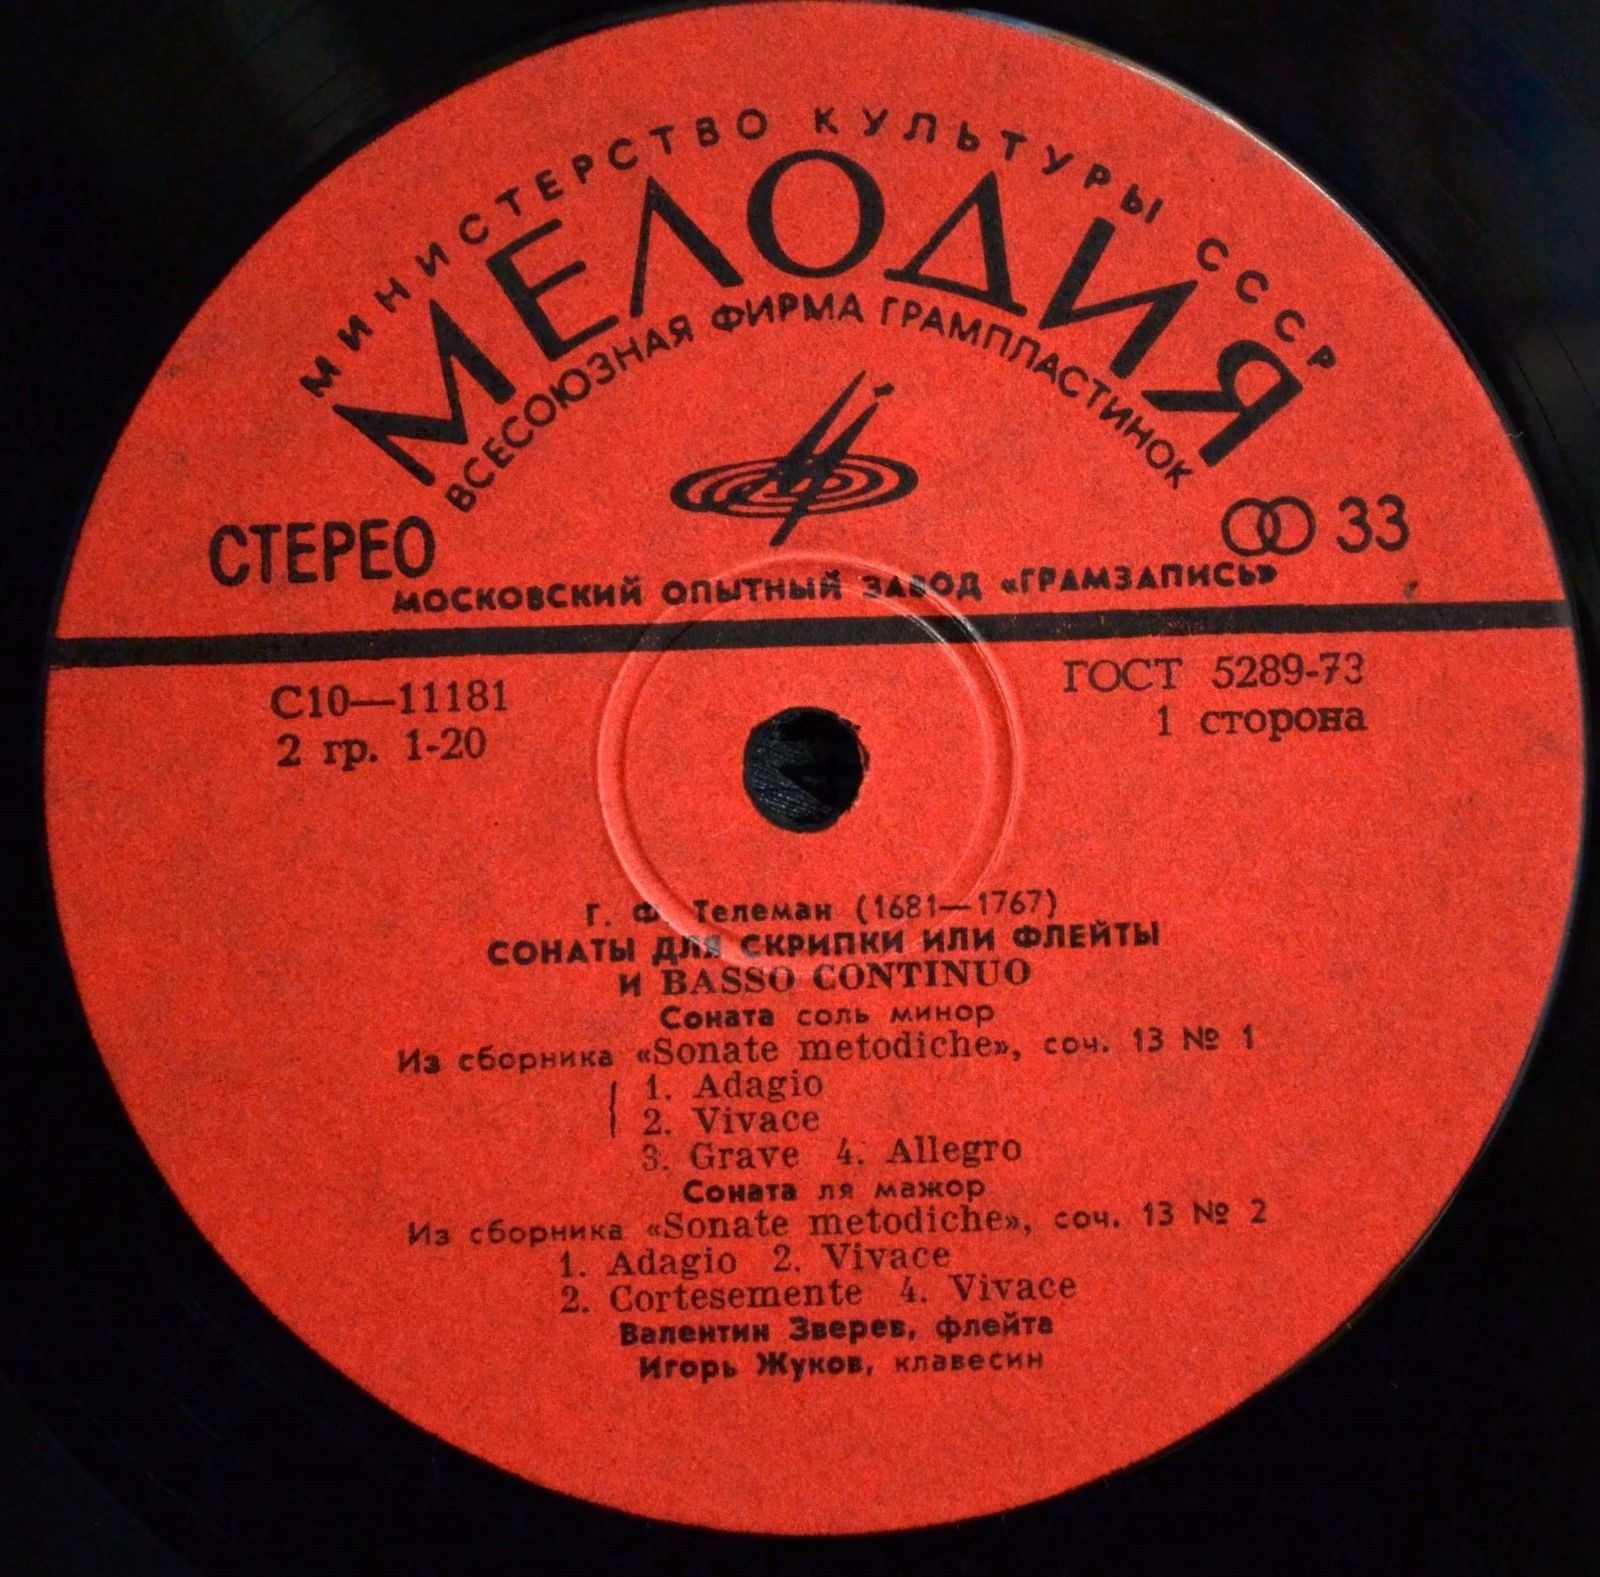 МИНИСТЕРСТВО КУЛЬТУРЫ СССР
МЕЛОДИЯ
ВСЕСОЮЗНАЯ ФИРМА ГРАМПЛАСТИНОК
СТЕРЕО
33
МОСКОВСКИЙ ОПЫТНЫЙ ЗАВОД «ГРАМЗАПИСЬ»
С10—11181
ГОСТ 5289-73
2 гр. 1-20
1 сторона
Г. Ф. Телеман (1681—1767)
СОНАТЫ ДЛЯ СКРИПКИ ИЛИ ФЛЕЙТЫ
И BASSO CONTINUO
Соната соль минор
Из сборника «Sonate metodiche», соч. 13 № 1
1. Adagio
2. Vivace
3. Grave 4. Allegro
Соната ля мажор
Из сборника «Sonate metodiche», соч. 13 № 2
1. Adagio 2. Vivace
2. Cortesemente 4. Vivace
Валентин Зверев, флейта
Игорь Жуков, клавесин